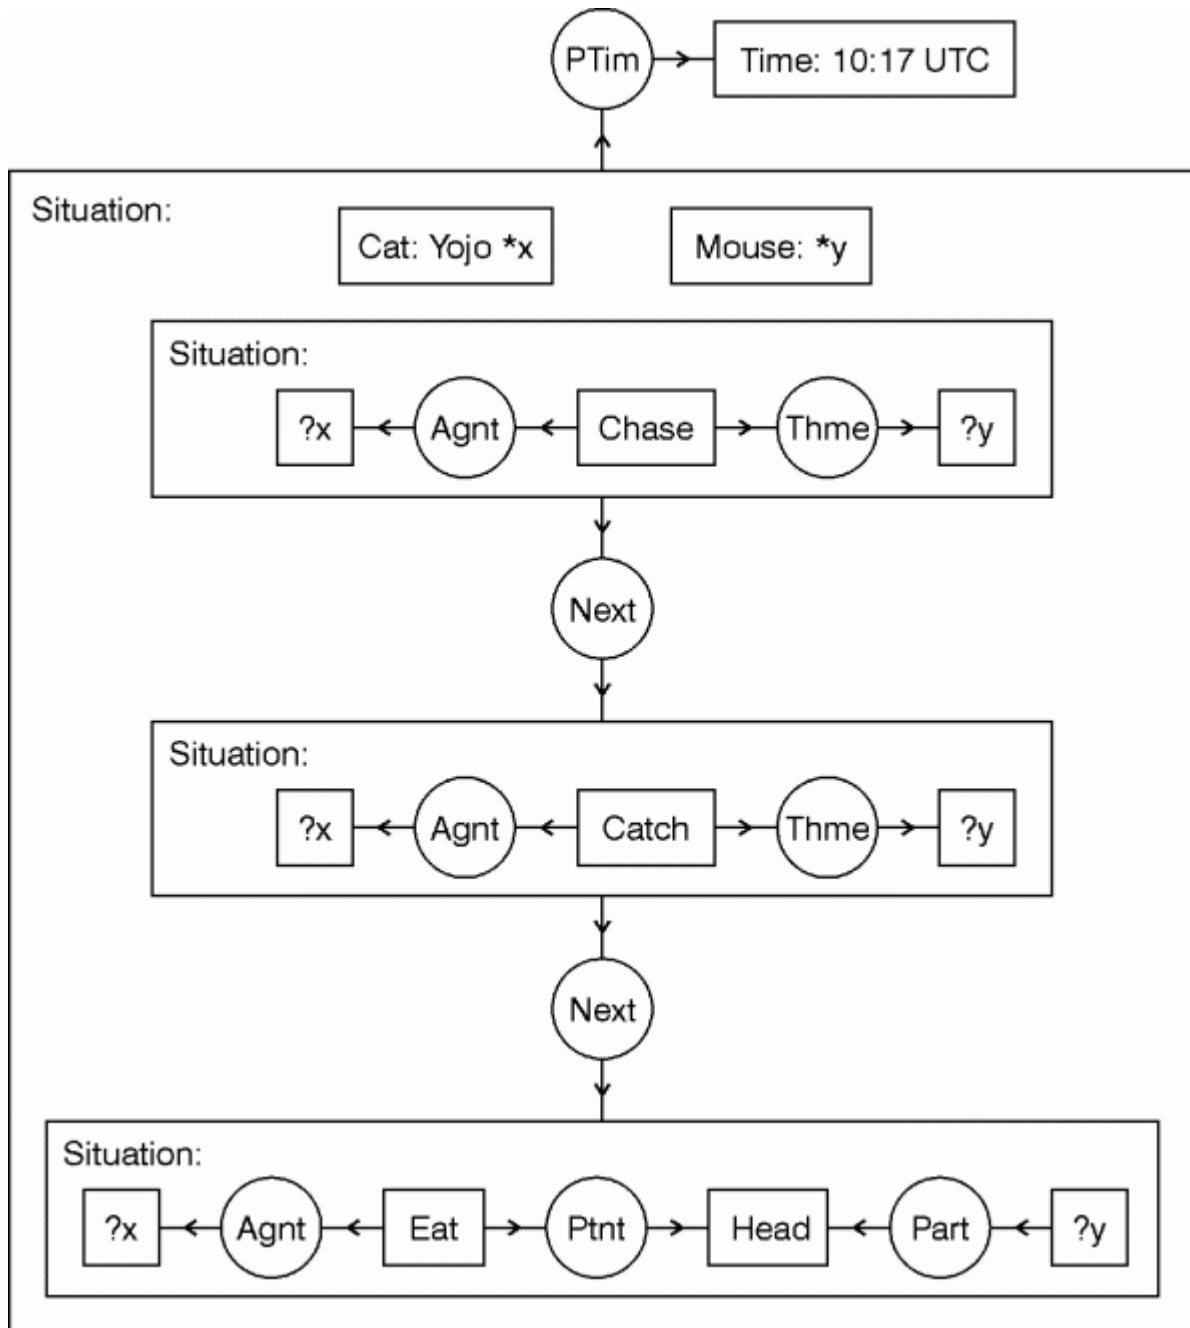 PTim Time: 10:17 UTC
Situation:
Cat: Yojo *x Mouse: *y
Situation:
?x Agnt Chase Thme ?y
Next
Situation:
?x Agnt Catch Thme ?y
Next
Situation:
?x Agnt Eat Ptnt Head Part ?y